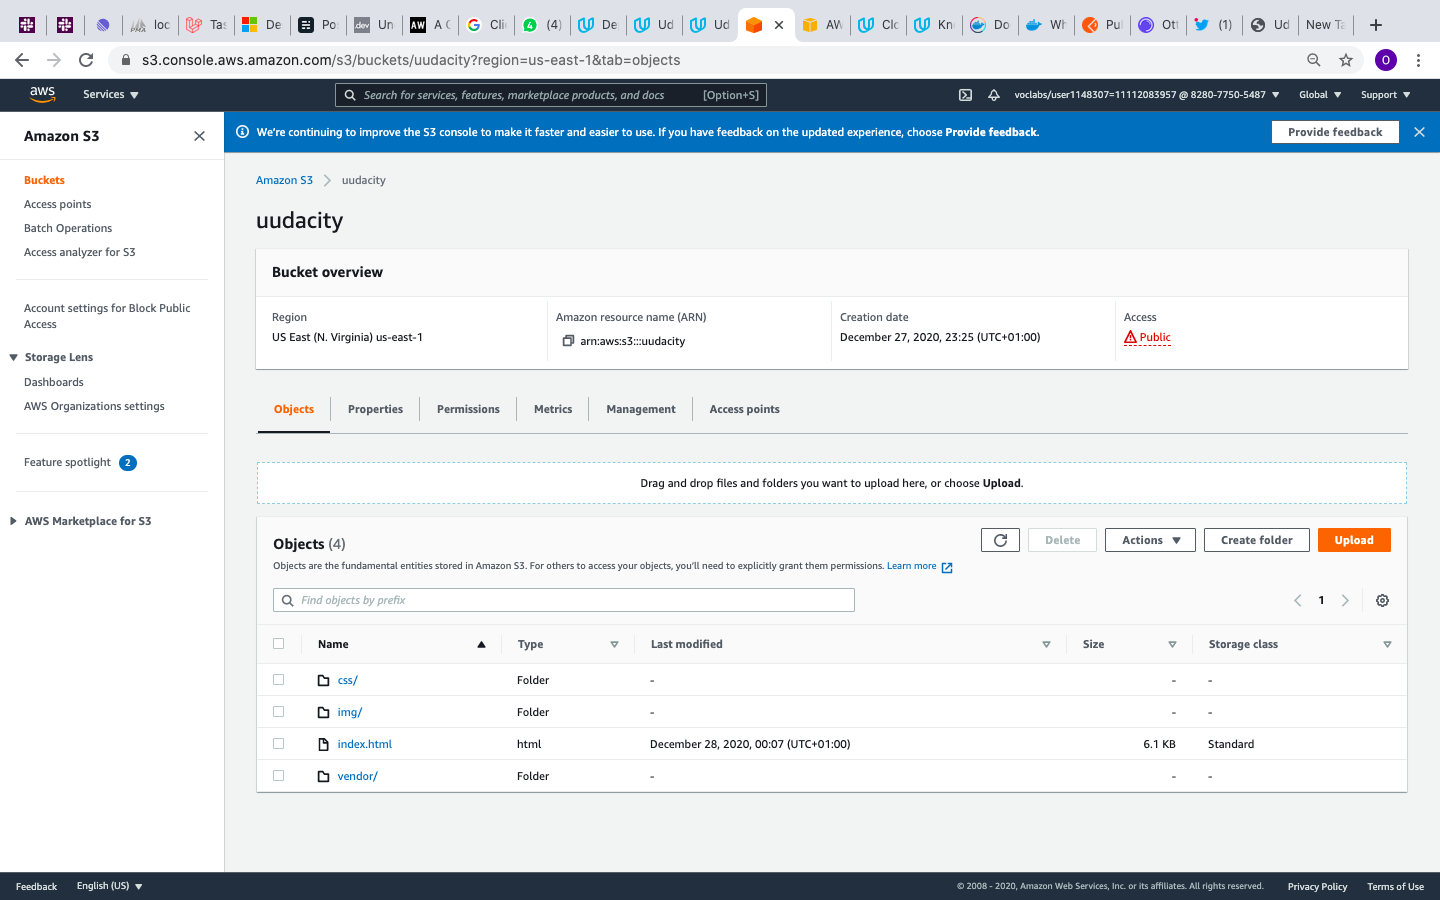 loc
Tas
De
Pos
Un
A C
Clic
(4)
De
Ud
Ud
AW
Clo
Kn
Do
Wh
Pul
Ott
(1)
Ud
New Ta
s3.console.aws.amazon.com/s3/buckets/uudacity?region=us-east-1&tab=objects
O
aws
Services
Search for services, features, marketplace products, and docs [Option+S]
voclabs/user1148307=11112083957 @ 8280-7750-5487
Global
Support
Amazon S3
We're continuing to improve the S3 console to make it faster and easier to use. If you have feedback on the updated experience, choose Provide feedback.
Provide feedback
Buckets
Access points
Batch Operations
Access analyzer for S3
Account settings for Block Public
Access
Storage Lens
Dashboards
AWS Organizations settings
Feature spotlight 2
AWS Marketplace for S3
Amazon S3 > uudacity
uudacity
Bucket overview
Region
US East (N. Virginia) us-east-1
Amazon resource name (ARN)
arn:aws:s3:::uudacity
Creation date
December 27, 2020, 23:25 (UTC+01:00)
Access
Public
Objects Properties Permissions Metrics Management Access points
Drag and drop files and folders you want to upload here, or choose Upload.
Objects (4)
Delete Actions Create folder Upload
Objects are the fundamental entities stored in Amazon S3. For others to access your objects, you'll need to explicitly grant them permissions. Learn more
Find objects by prefix
1
Name Type Last modified Size Storage class
css/ Folder - - -
img/ Folder - - -
index.html html December 28, 2020, 00:07 (UTC+01:00) 6.1 KB Standard
vendor/ Folder - - -
Feedback English (US) © 2008 - 2020, Amazon Web Services, Inc. or its affiliates. All rights reserved. Privacy Policy Terms of Use